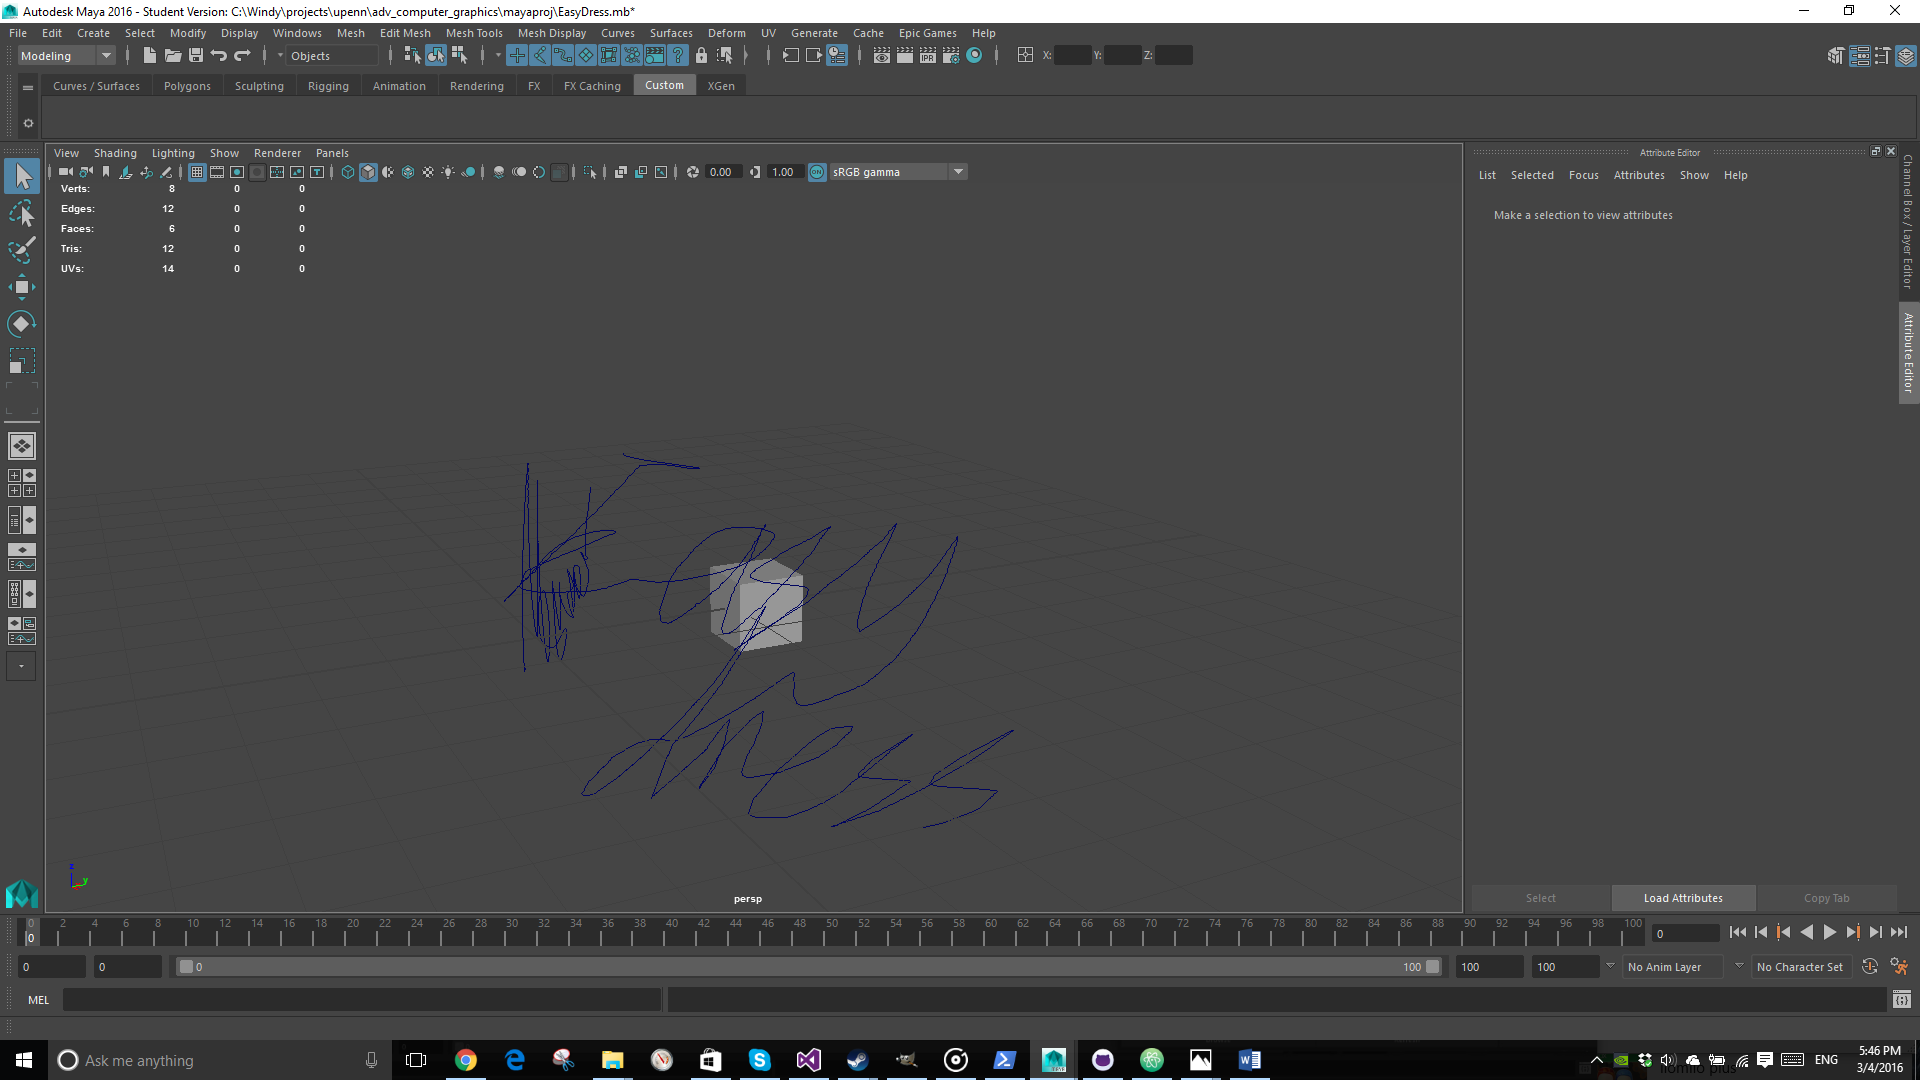 Autodesk Maya 2016 - Student Version: C:\Windy\projects\upenn\adv_computer_graphics\mayaproj\EasyDress.mb*
File Edit Create Select Modify Display Windows Mesh Edit Mesh Mesh Tools Mesh Display Curves Surfaces Deform UV Generate Cache Epic Games Help
Modeling Objects IPR X: Y: Z:
Curves / Surfaces Polygons Sculpting Rigging Animation Rendering FX FX Caching Custom XGen
View Shading Lighting Show Renderer Panels
0.00 1.00 ON sRGB gamma
Verts: 8 0 0
Edges: 12 0 0
Faces: 6 0 0
Tris: 12 0 0
UVs: 14 0 0
Attribute Editor
List Selected Focus Attributes Show Help
Make a selection to view attributes
Channel Box / Layer Editor
Attribute Editor
Easy
dress
z
y
persp
Select Load Attributes Copy Tab
0 2 4 6 8 10 12 14 16 18 20 22 24 26 28 30 32 34 36 38 40 42 44 46 48 50 52 54 56 58 60 62 64 66 68 70 72 74 76 78 80 82 84 86 88 90 92 94 96 98 100
0 0
0 0 0 100 100 100 No Anim Layer No Character Set
MEL
Ask me anything
ENG
5:46 PM
3/4/2016